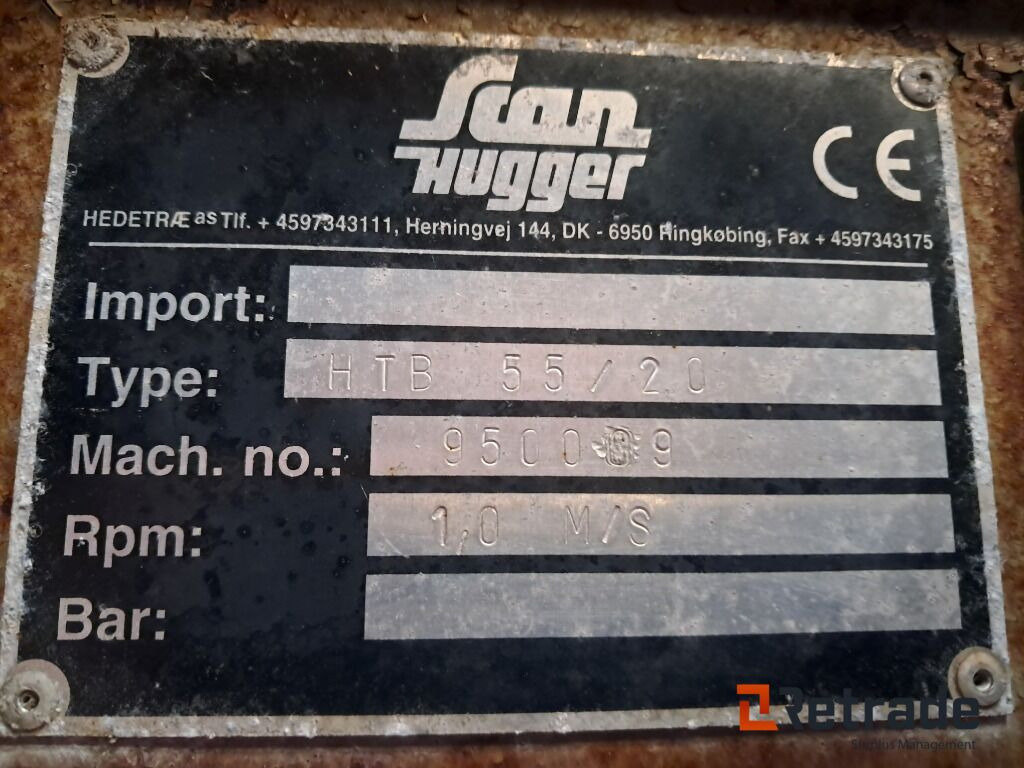 Scan
Hugger
CE
HEDETRÆ as Tlf. + 4597343111, Herningvej 144, DK - 6950 Ringkøbing, Fax + 4597343175
Import:
Type: HTB 55/20
Mach. no.:
Rpm: 1,0 M/S
Bar:
Retrade
Surplus Management